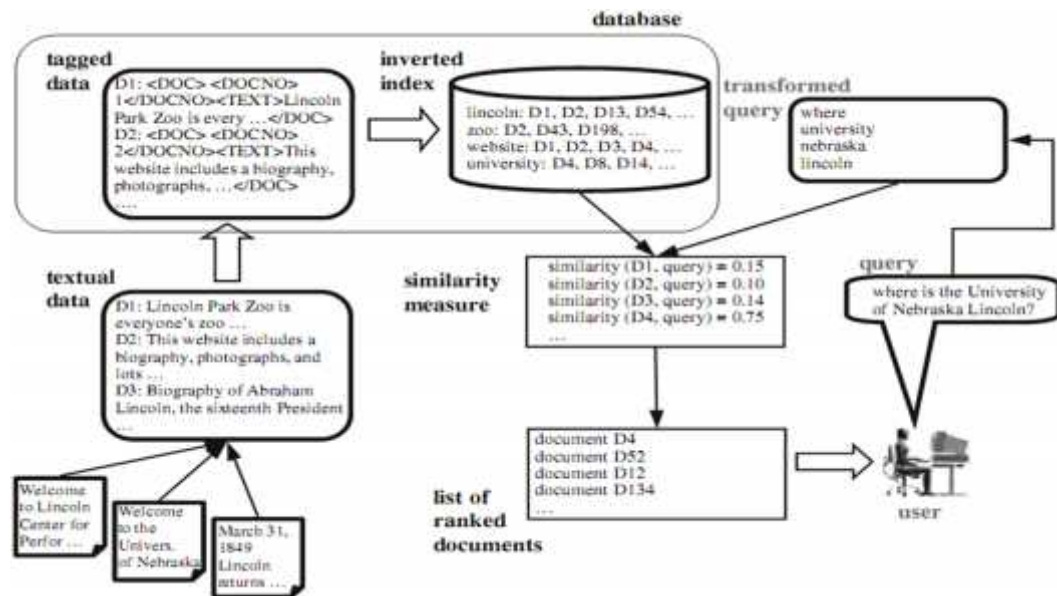 database
tagged
data
D1: <DOC> <DOCNO>
1</DOCNO><TEXT>Lincoln
Park Zoo is every …</DOC>
D2: <DOC> <DOCNO>
2</DOCNO><TEXT>This
website includes a biography,
photographs, …</DOC>
….
inverted
index
lincoln: D1, D2, D13, D54, …
zoo: D2, D43, D198, …
website: D1, D2, D3, D4, …
university: D4, D8, D14, …
transformed
query
where
university
nebraska
lincoln
textual
data
D1: Lincoln Park Zoo is
everyone's zoo …
D2: This website includes a
biography, photographs, and
lots …
D3: Biography of Abraham
Lincoln, the sixteenth President
…
similarity
measure
similarity (D1, query) = 0.15
similarity (D2, query) = 0.10
similarity (D3, query) = 0.14
similarity (D4, query) = 0.75
…
query
where is the University
of Nebraska Lincoln?
Welcome
to Lincoln
Center for
Perfor …
Welcome
to the
Univers.
of Nebraska
March 31,
1849
Lincoln
returns …
list of
ranked
documents
document D4
document D52
document D12
document D134
…
user